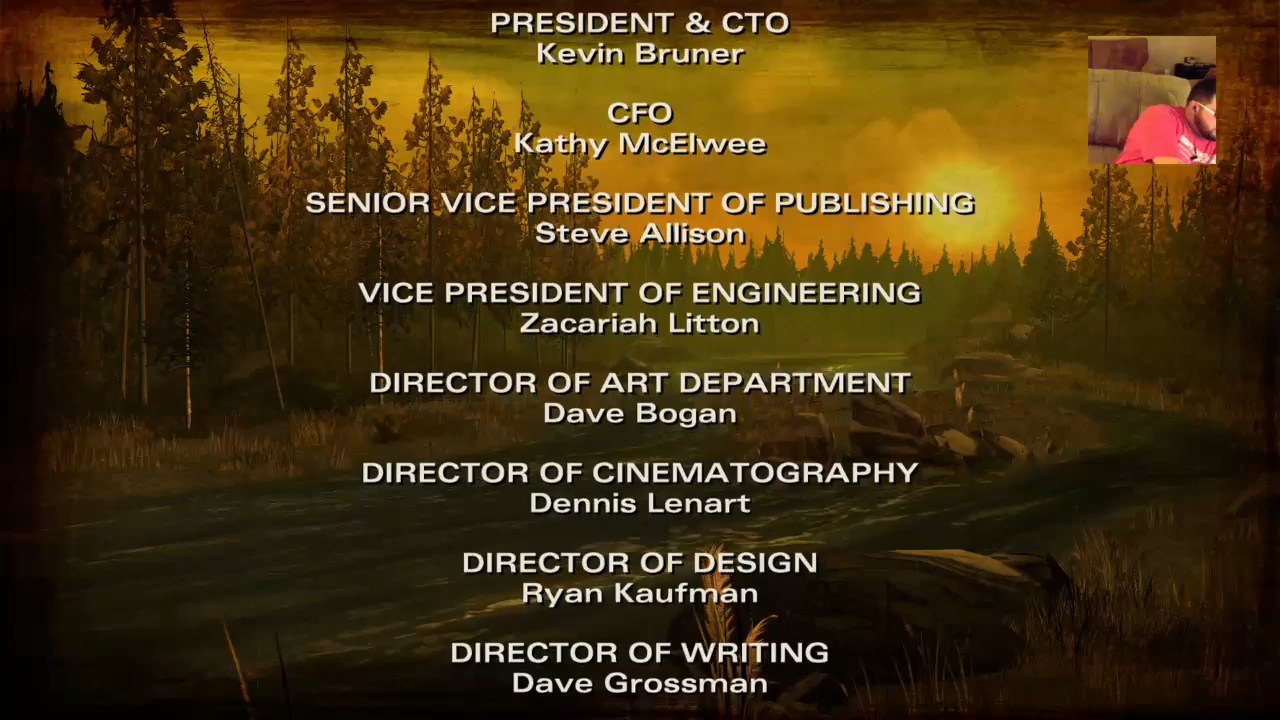 PRESIDENT & CTO
Kevin Bruner
CFO
Kathy McElwee
SENIOR VICE PRESIDENT OF PUBLISHING
Steve Allison
VICE PRESIDENT OF ENGINEERING
Zacariah Litton
DIRECTOR OF ART DEPARTMENT
Dave Bogan
DIRECTOR OF CINEMATOGRAPHY
Dennis Lenart
DIRECTOR OF DESIGN
Ryan Kaufman
DIRECTOR OF WRITING
Dave Grossman